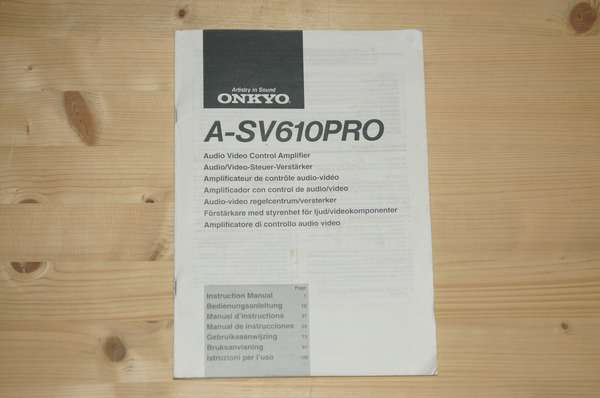 Artistry in Sound
ONKYO
A-SV610PRO
Audio Video Control Amplifier
Audio/Video-Steuer-Verstärker
Amplificateur de contrôle audio-vidéo
Amplificador con control de audio/video
Audio-video regelcentrum/versterker
Förstärkare med styrenhet för ljud/videokomponenter
Amplificatore di controllo audio video
Page
Instruction Manual
Bedienungsanleitung
Manuel d'instructions
Manual de instrucciones
Gebruiksaanwijzing
Bruksanvisning
Istruzioni per l'uso